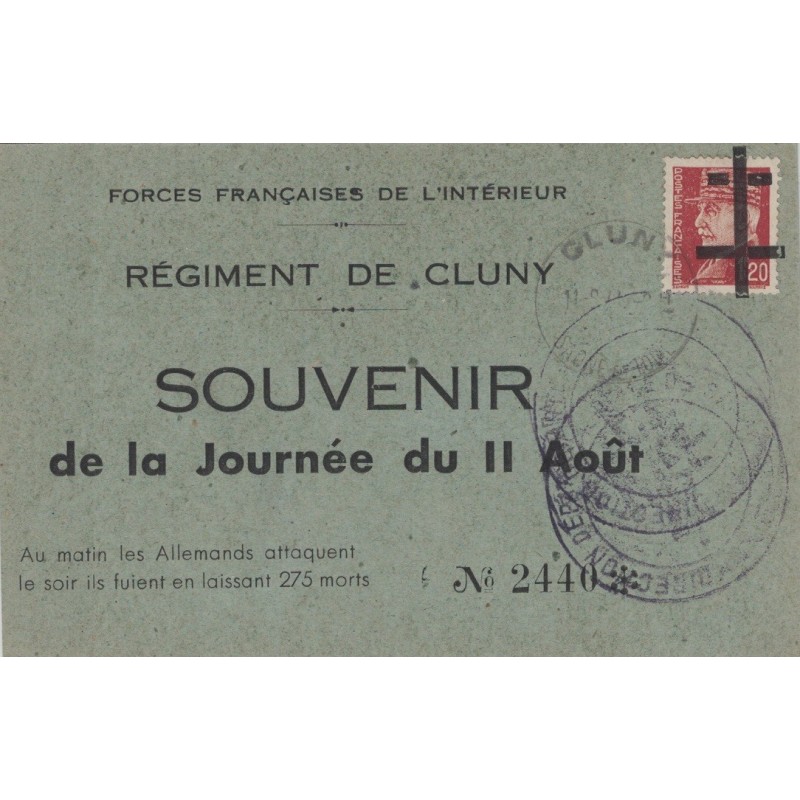 FORCES FRANÇAISES DE L'INTÉRIEUR
RÉGIMENT DE CLUNY
SOUVENIR
de la Journée du II Août
Au matin les Allemands attaquent
le soir ils fuient en laissant 275 morts
№ 2440
POSTES FRANÇAISES
20
CLUNY
DIRECTION